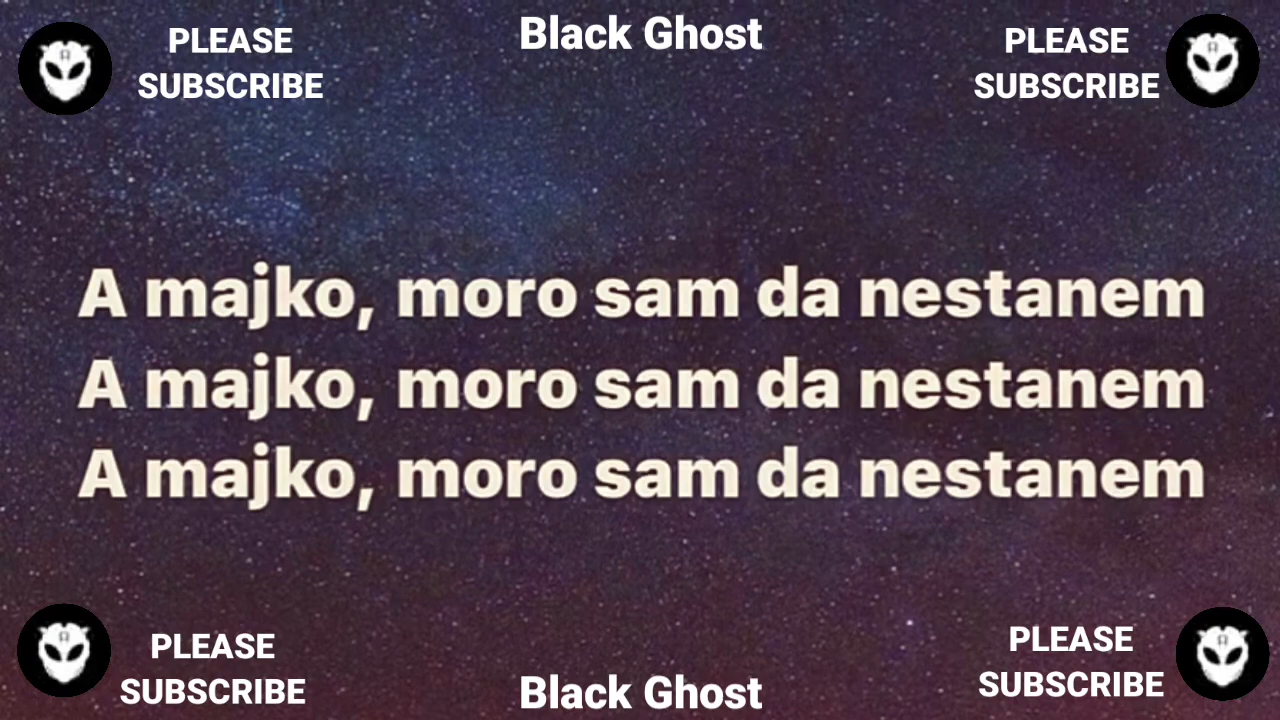 PLEASE
SUBSCRIBE
Black Ghost
PLEASE
SUBSCRIBE
A majko, moro sam da nestanem
A majko, moro sam da nestanem
A majko, moro sam da nestanem
PLEASE
SUBSCRIBE
Black Ghost
PLEASE
SUBSCRIBE